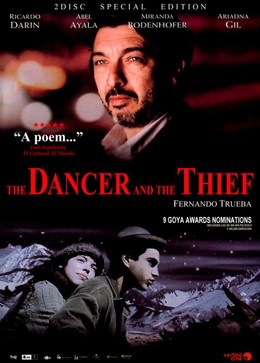 2DISC SPECIAL EDITION
RICARDO DARIN
ABEL AYALA
MIRANDA RODENHOFER
ARIADNA GIL
"A poem..."
THE DANCER AND THE THIEF
FERNANDO TRUEBA
9 GOYA AWARDS NOMINATIONS